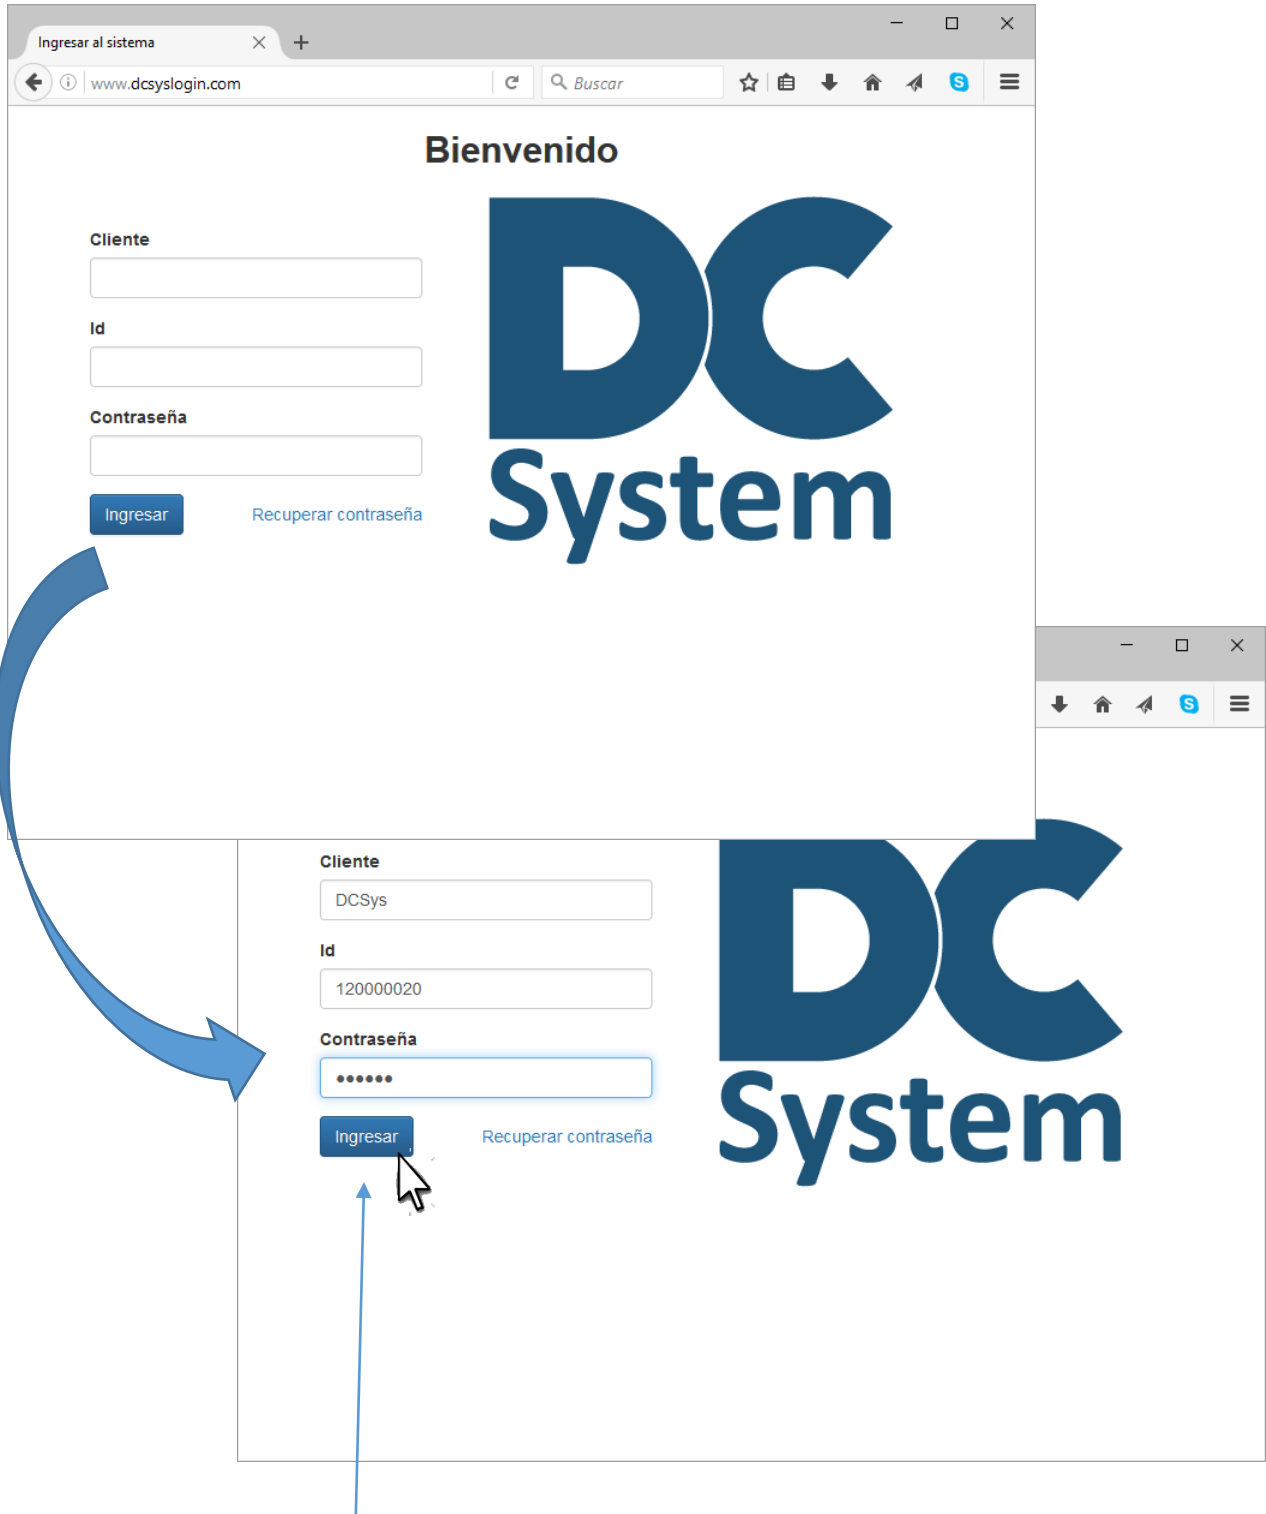 Ingresar al sistema
www.dcsyslogin.com
Buscar
Bienvenido
Cliente
Id
Contraseña
Ingresar
Recuperar contraseña
DC
System
Cliente
DCSys
Id
120000020
Contraseña
••••••
Ingresar
Recuperar contraseña
DC
System